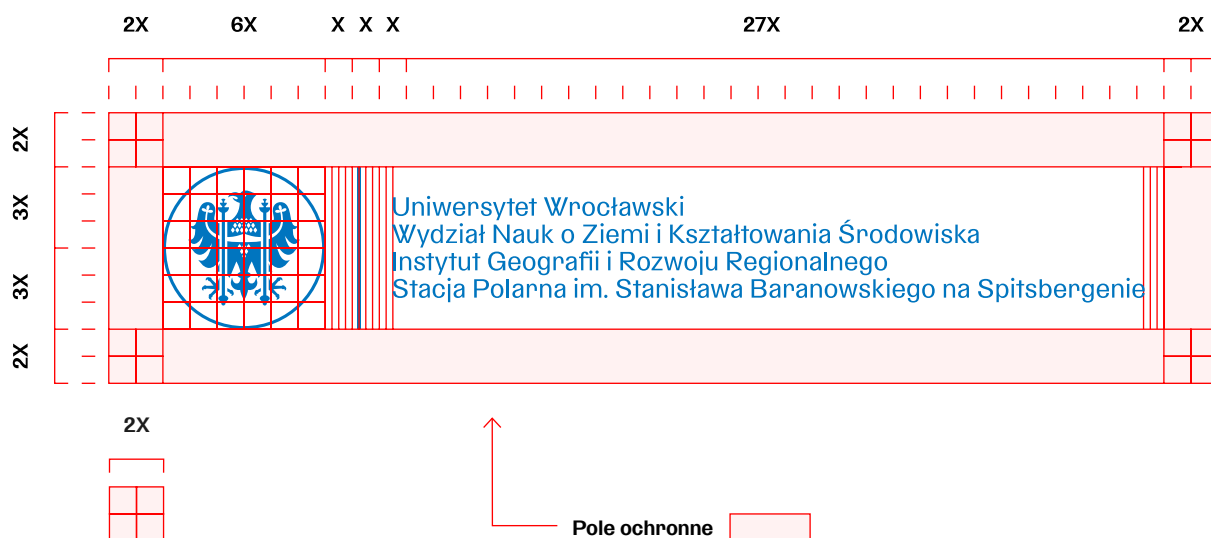 2X 6X X X X 27X 2X
2X
3X
3X
2X
Uniwersytet Wrocławski
Wydział Nauk o Ziemi i Kształtowania Środowiska
Instytut Geografii i Rozwoju Regionalnego
Stacja Polarna im. Stanisława Baranowskiego na Spitsbergenie
2X
Pole ochronne